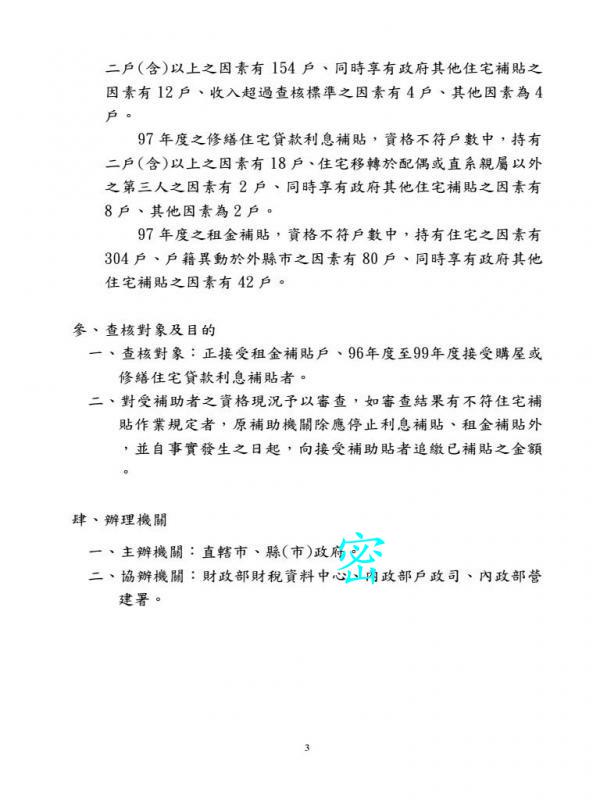 二戶(含)以上之因素有 154 戶、同時享有政府其他住宅補貼之
因素有 12 戶、收入超過查核標準之因素有 4 戶、其他因素為 4
戶。
97 年度之修繕住宅貸款利息補貼，資格不符戶數中，持有
二戶(含)以上之因素有 18 戶、住宅移轉於配偶或直系親屬以外
之第三人之因素有 2 戶、同時享有政府其他住宅補貼之因素有
8 戶、其他因素為 2 戶。
97 年度之租金補貼，資格不符戶數中，持有住宅之因素有
304 戶、戶籍異動於外縣市之因素有 80 戶、同時享有政府其他
住宅補貼之因素有 42 戶。
參、查核對象及目的
一、查核對象：正接受租金補貼戶、96年度至99年度接受購屋或
修繕住宅貸款利息補貼者。
二、對受補助者之資格現況予以審查，如審查結果有不符住宅補
貼作業規定者，原補助機關除應停止利息補貼、租金補貼外
，並自事實發生之日起，向接受補助貼者追繳已補貼之金額
。
肆、辦理機關
一、主辦機關：直轄市、縣(市)政府。
密
二、協辦機關：財政部財稅資料中心、內政部戶政司、內政部營
建署。
3